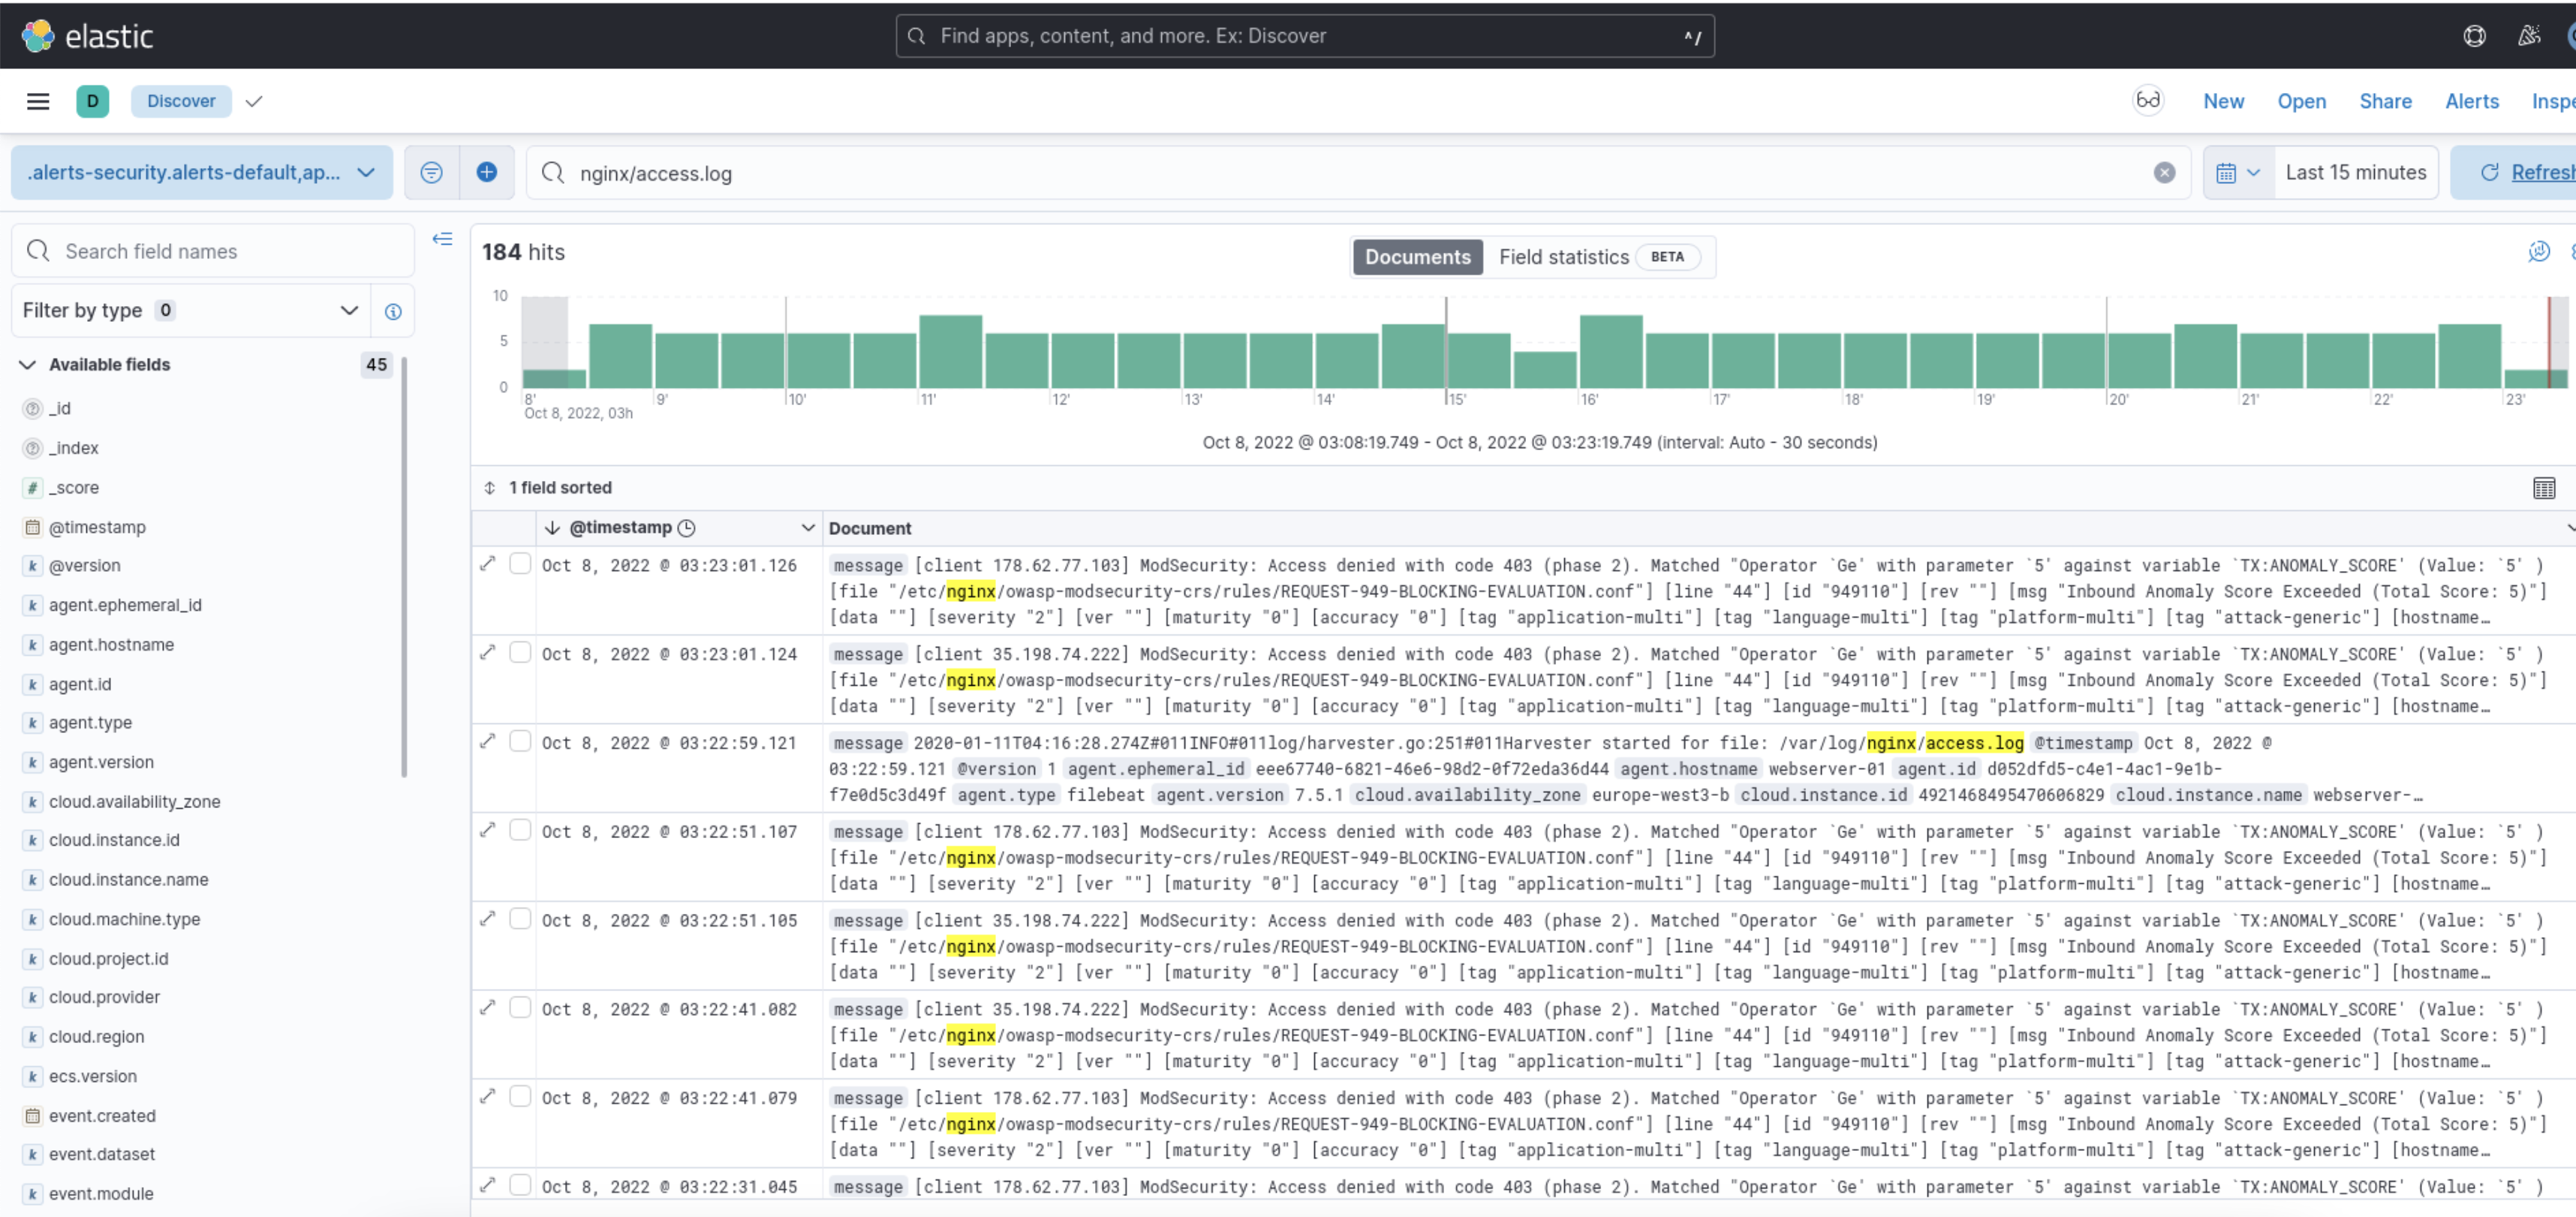 elastic
Find apps, content, and more. Ex: Discover ^/
D Discover
New Open Share Alerts
.alerts-security.alerts-default,ap...
nginx/access.log
Last 15 minutes
Refresh
Search field names
Filter by type 0
Available fields 45
_id
_index
_score
@timestamp
@version
agent.ephemeral_id
agent.hostname
agent.id
agent.type
agent.version
cloud.availability_zone
cloud.instance.id
cloud.instance.name
cloud.machine.type
cloud.project.id
cloud.provider
cloud.region
ecs.version
event.created
event.dataset
event.module
184 hits
Documents Field statistics BETA
10
5
0
8' 9' 10' 11' 12' 13' 14' 15' 16' 17' 18' 19' 20' 21' 22' 23'
Oct 8, 2022, 03h
Oct 8, 2022 @ 03:08:19.749 - Oct 8, 2022 @ 03:23:19.749 (interval: Auto - 30 seconds)
1 field sorted
@timestamp Document
Oct 8, 2022 @ 03:23:01.126 message [client 178.62.77.103] ModSecurity: Access denied with code 403 (phase 2). Matched "Operator `Ge' with parameter `5' against variable `TX:ANOMALY_SCORE' (Value: `5' )
[file "/etc/nginx/owasp-modsecurity-crs/rules/REQUEST-949-BLOCKING-EVALUATION.conf"] [line "44"] [id "949110"] [rev ""] [msg "Inbound Anomaly Score Exceeded (Total Score: 5)"]
[data ""] [severity "2"] [ver ""] [maturity "0"] [accuracy "0"] [tag "application-multi"] [tag "language-multi"] [tag "platform-multi"] [tag "attack-generic"] [hostname…
Oct 8, 2022 @ 03:23:01.124 message [client 35.198.74.222] ModSecurity: Access denied with code 403 (phase 2). Matched "Operator `Ge' with parameter `5' against variable `TX:ANOMALY_SCORE' (Value: `5' )
[file "/etc/nginx/owasp-modsecurity-crs/rules/REQUEST-949-BLOCKING-EVALUATION.conf"] [line "44"] [id "949110"] [rev ""] [msg "Inbound Anomaly Score Exceeded (Total Score: 5)"]
[data ""] [severity "2"] [ver ""] [maturity "0"] [accuracy "0"] [tag "application-multi"] [tag "language-multi"] [tag "platform-multi"] [tag "attack-generic"] [hostname…
Oct 8, 2022 @ 03:22:59.121 message 2020-01-11T04:16:28.274Z#011INFO#011log/harvester.go:251#011Harvester started for file: /var/log/nginx/access.log @timestamp Oct 8, 2022 @
03:22:59.121 @version 1 agent.ephemeral_id eee67740-6821-46e6-98d2-0f72eda36d44 agent.hostname webserver-01 agent.id d052dfd5-c4e1-4ac1-9e1b-
f7e0d5c3d49f agent.type filebeat agent.version 7.5.1 cloud.availability_zone europe-west3-b cloud.instance.id 4921468495470606829 cloud.instance.name webserver-…
Oct 8, 2022 @ 03:22:51.107 message [client 178.62.77.103] ModSecurity: Access denied with code 403 (phase 2). Matched "Operator `Ge' with parameter `5' against variable `TX:ANOMALY_SCORE' (Value: `5' )
[file "/etc/nginx/owasp-modsecurity-crs/rules/REQUEST-949-BLOCKING-EVALUATION.conf"] [line "44"] [id "949110"] [rev ""] [msg "Inbound Anomaly Score Exceeded (Total Score: 5)"]
[data ""] [severity "2"] [ver ""] [maturity "0"] [accuracy "0"] [tag "application-multi"] [tag "language-multi"] [tag "platform-multi"] [tag "attack-generic"] [hostname…
Oct 8, 2022 @ 03:22:51.105 message [client 35.198.74.222] ModSecurity: Access denied with code 403 (phase 2). Matched "Operator `Ge' with parameter `5' against variable `TX:ANOMALY_SCORE' (Value: `5' )
[file "/etc/nginx/owasp-modsecurity-crs/rules/REQUEST-949-BLOCKING-EVALUATION.conf"] [line "44"] [id "949110"] [rev ""] [msg "Inbound Anomaly Score Exceeded (Total Score: 5)"]
[data ""] [severity "2"] [ver ""] [maturity "0"] [accuracy "0"] [tag "application-multi"] [tag "language-multi"] [tag "platform-multi"] [tag "attack-generic"] [hostname…
Oct 8, 2022 @ 03:22:41.082 message [client 35.198.74.222] ModSecurity: Access denied with code 403 (phase 2). Matched "Operator `Ge' with parameter `5' against variable `TX:ANOMALY_SCORE' (Value: `5' )
[file "/etc/nginx/owasp-modsecurity-crs/rules/REQUEST-949-BLOCKING-EVALUATION.conf"] [line "44"] [id "949110"] [rev ""] [msg "Inbound Anomaly Score Exceeded (Total Score: 5)"]
[data ""] [severity "2"] [ver ""] [maturity "0"] [accuracy "0"] [tag "application-multi"] [tag "language-multi"] [tag "platform-multi"] [tag "attack-generic"] [hostname…
Oct 8, 2022 @ 03:22:41.079 message [client 178.62.77.103] ModSecurity: Access denied with code 403 (phase 2). Matched "Operator `Ge' with parameter `5' against variable `TX:ANOMALY_SCORE' (Value: `5' )
[file "/etc/nginx/owasp-modsecurity-crs/rules/REQUEST-949-BLOCKING-EVALUATION.conf"] [line "44"] [id "949110"] [rev ""] [msg "Inbound Anomaly Score Exceeded (Total Score: 5)"]
[data ""] [severity "2"] [ver ""] [maturity "0"] [accuracy "0"] [tag "application-multi"] [tag "language-multi"] [tag "platform-multi"] [tag "attack-generic"] [hostname…
Oct 8, 2022 @ 03:22:31.045 message [client 178.62.77.103] ModSecurity: Access denied with code 403 (phase 2). Matched "Operator `Ge' with parameter `5' against variable `TX:ANOMALY_SCORE' (Value: `5' )